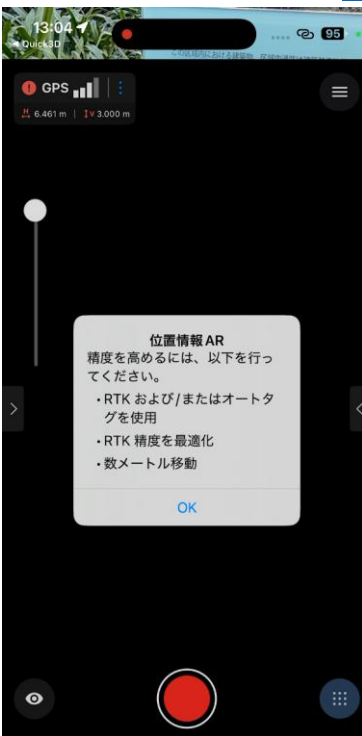 13:04
95
◀ Quick3D
GPS
H 6.461 m | V 3.000 m
位置情報 AR
精度を高めるには、以下を行っ
てください。
・RTK および/またはオートタ
グを使用
・RTK 精度を最適化
・数メートル移動
OK